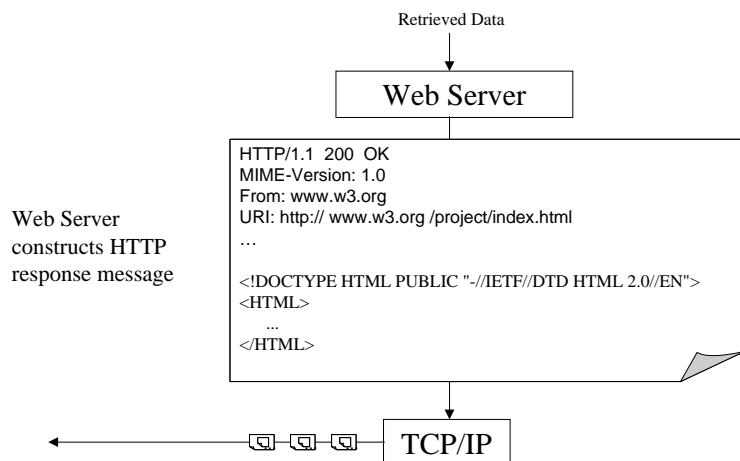 Retrieved Data
Web Server
HTTP/1.1 200 OK
MIME-Version: 1.0
From: www.w3.org
URI: http:// www.w3.org /project/index.html
…
<!DOCTYPE HTML PUBLIC "-//IETF//DTD HTML 2.0//EN">
<HTML>
...
</HTML>
Web Server
constructs HTTP
response message
TCP/IP